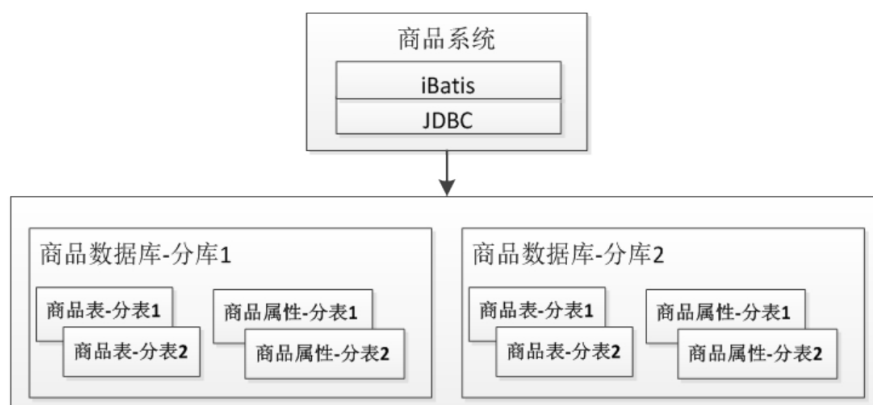 商品系统
iBatis
JDBC
商品数据库-分库1
商品表-分表1
商品表-分表2
商品属性-分表1
商品属性-分表2
商品数据库-分库2
商品表-分表1
商品表-分表2
商品属性-分表1
商品属性-分表2